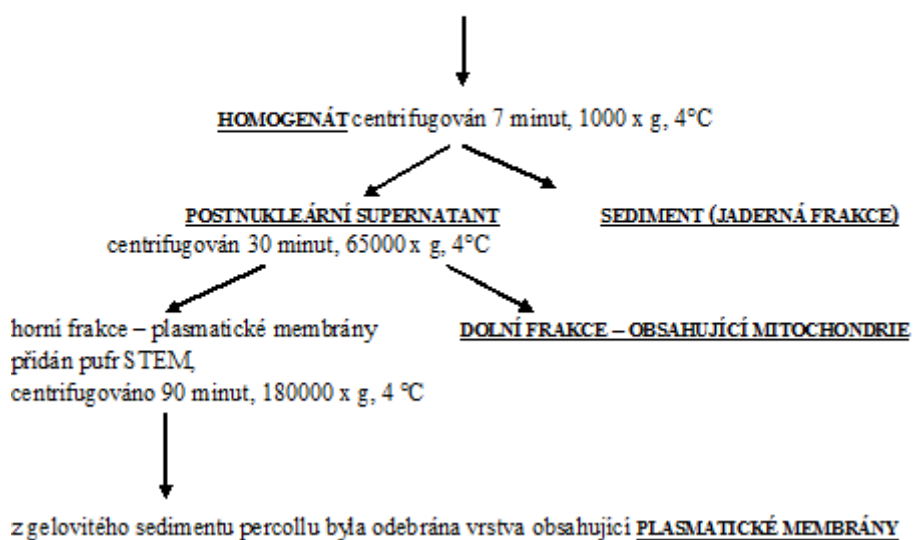 HOMOGENÁT centrifugován 7 minut, 1000 x g, 4°C
POSTNUKLEÁRNÍ SUPERNATANT
SEDIMENT (JADERNÁ FRAKCE)
centrifugován 30 minut, 65000 x g, 4°C
horní frakce – plasmatické membrány
DOLNÍ FRAKCE – OBSAHUJÍCÍ MITOCHONDRIE
přidán pufr STEM,
centrifugováno 90 minut, 180000 x g, 4 °C
z gelovitého sedimentu percollu byla odebrána vrstva obsahující PLASMATICKÉ MEMBRÁNY